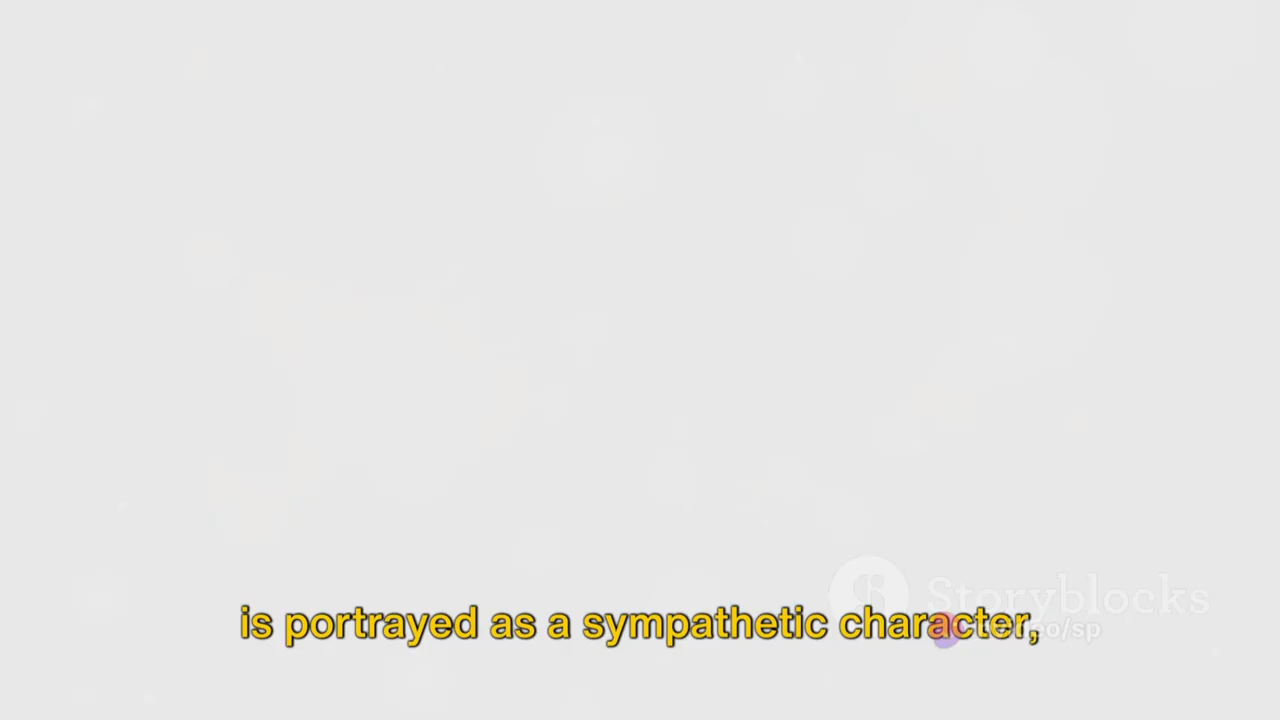 Storyblocks
is portrayed as a sympathetic character,